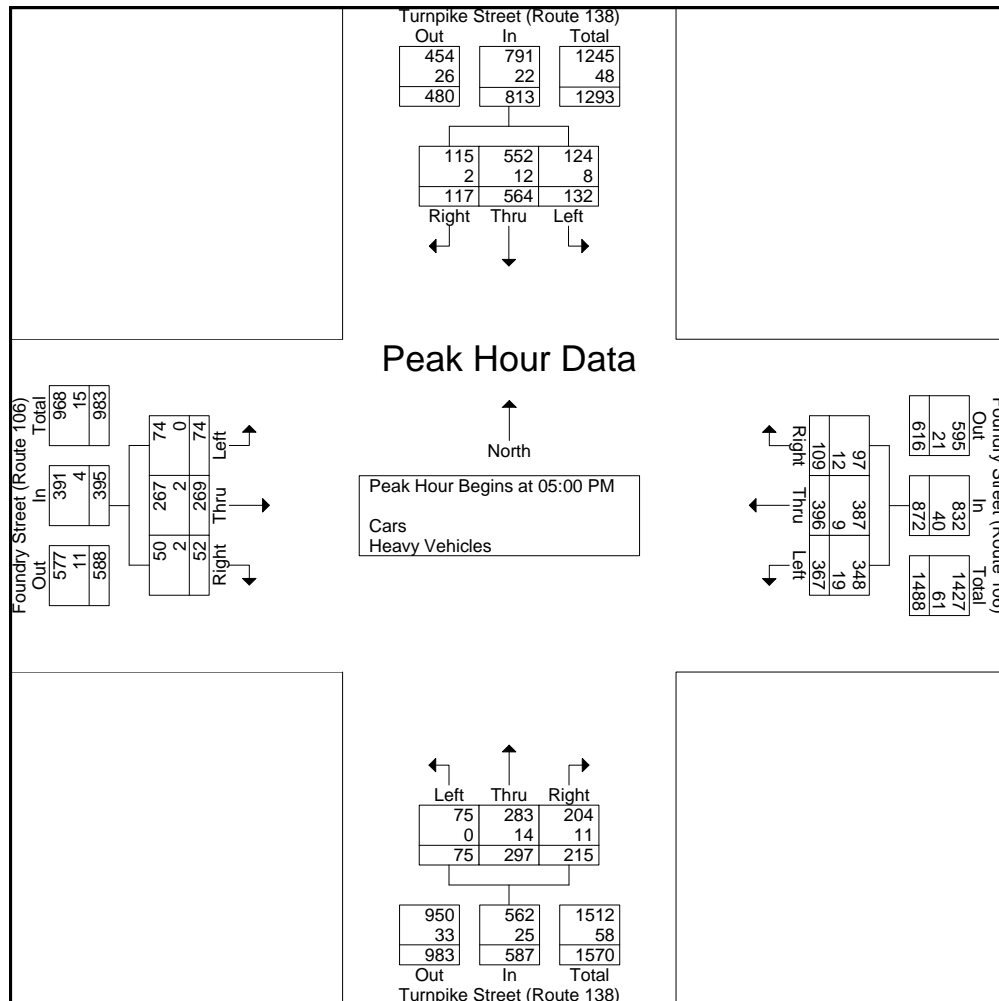 Turnpike Street (Route 138)
Out In Total
454 791 1245
26 22 48
480 813 1293
115 552 124
2 12 8
117 564 132
Right Thru Left
Peak Hour Data
North
Peak Hour Begins at 05:00 PM
Cars
Heavy Vehicles
Foundry Street (Route 106)
Total In Out
968 391 577
15 4 11
983 395 588
74 267 50
0 2 2
74 269 52
Left Thru Right
Foundry Street (Route 106)
Out In Total
595 832 1427
21 40 61
616 872 1488
97 387 348
12 9 19
109 396 367
Right Thru Left
Left Thru Right
75 283 204
0 14 11
75 297 215
950 562 1512
33 25 58
983 587 1570
Out In Total
Turnpike Street (Route 138)